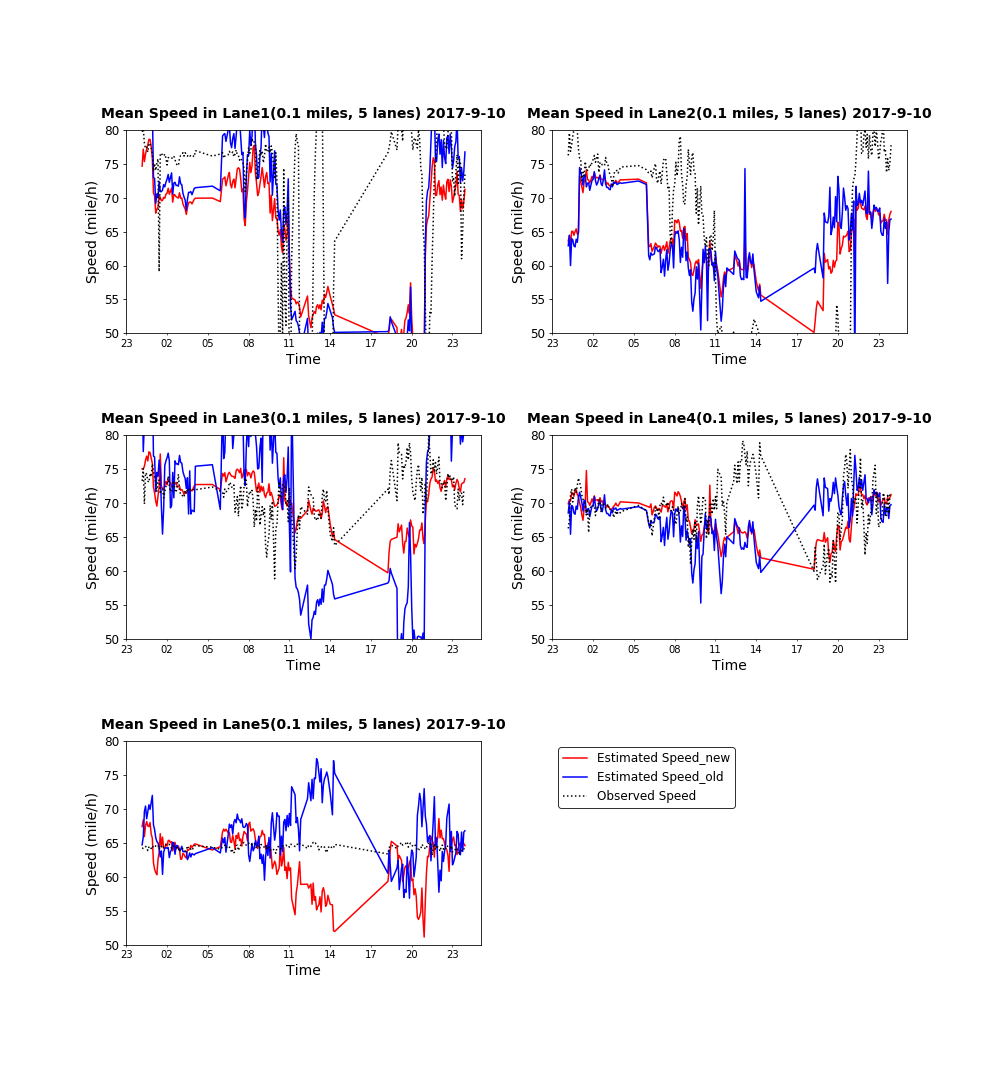 Mean Speed in Lane1(0.1 miles, 5 lanes) 2017-9-10
Mean Speed in Lane2(0.1 miles, 5 lanes) 2017-9-10
80
75
70
65
60
55
50
Speed (mile/h)
23 02 05 08 11 14 17 20 23
Time
80
75
70
65
60
55
50
Speed (mile/h)
23 02 05 08 11 14 17 20 23
Time
Mean Speed in Lane3(0.1 miles, 5 lanes) 2017-9-10
Mean Speed in Lane4(0.1 miles, 5 lanes) 2017-9-10
80
75
70
65
60
55
50
Speed (mile/h)
23 02 05 08 11 14 17 20 23
Time
80
75
70
65
60
55
50
Speed (mile/h)
23 02 05 08 11 14 17 20 23
Time
Mean Speed in Lane5(0.1 miles, 5 lanes) 2017-9-10
80
75
70
65
60
55
50
Speed (mile/h)
23 02 05 08 11 14 17 20 23
Time
Estimated Speed_new
Estimated Speed_old
Observed Speed